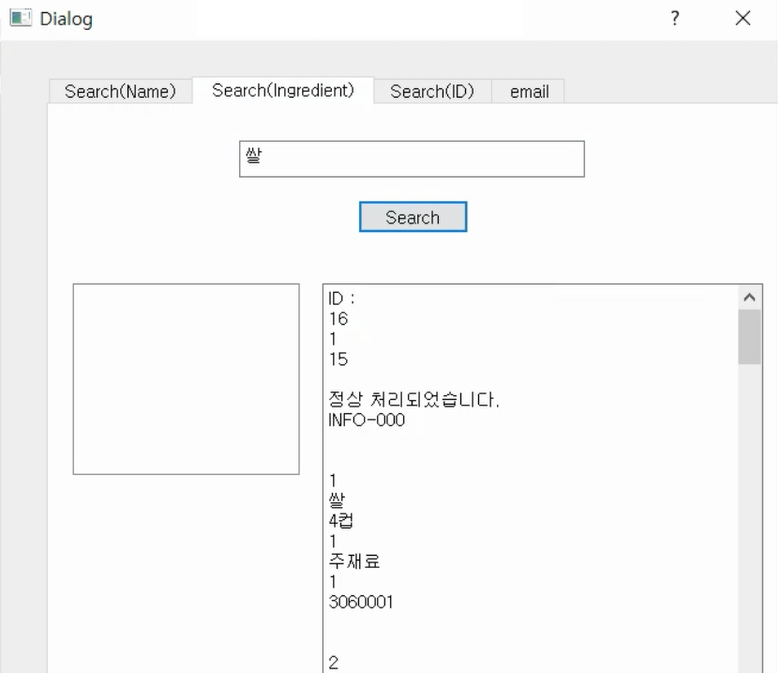 Dialog
?
Search(Name) Search(Ingredient) Search(ID) email
쌀
Search
ID :
16
1
15
정상 처리되었습니다.
INFO-000
1
쌀
4컵
1
주재료
1
3060001
2